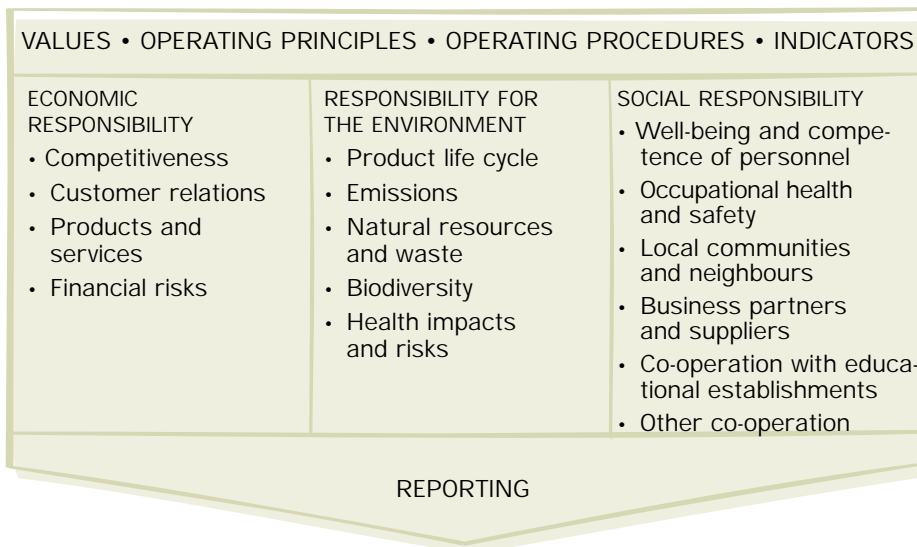 VALUES • OPERATING PRINCIPLES • OPERATING PROCEDURES • INDICATORS
ECONOMIC
RESPONSIBILITY
• Competitiveness
• Customer relations
• Products and
services
• Financial risks
RESPONSIBILITY FOR
THE ENVIRONMENT
• Product life cycle
• Emissions
• Natural resources
and waste
• Biodiversity
• Health impacts
and risks
SOCIAL RESPONSIBILITY
• Well-being and compe-
tence of personnel
• Occupational health
and safety
• Local communities
and neighbours
• Business partners
and suppliers
• Co-operation with educa-
tional establishments
• Other co-operation
REPORTING